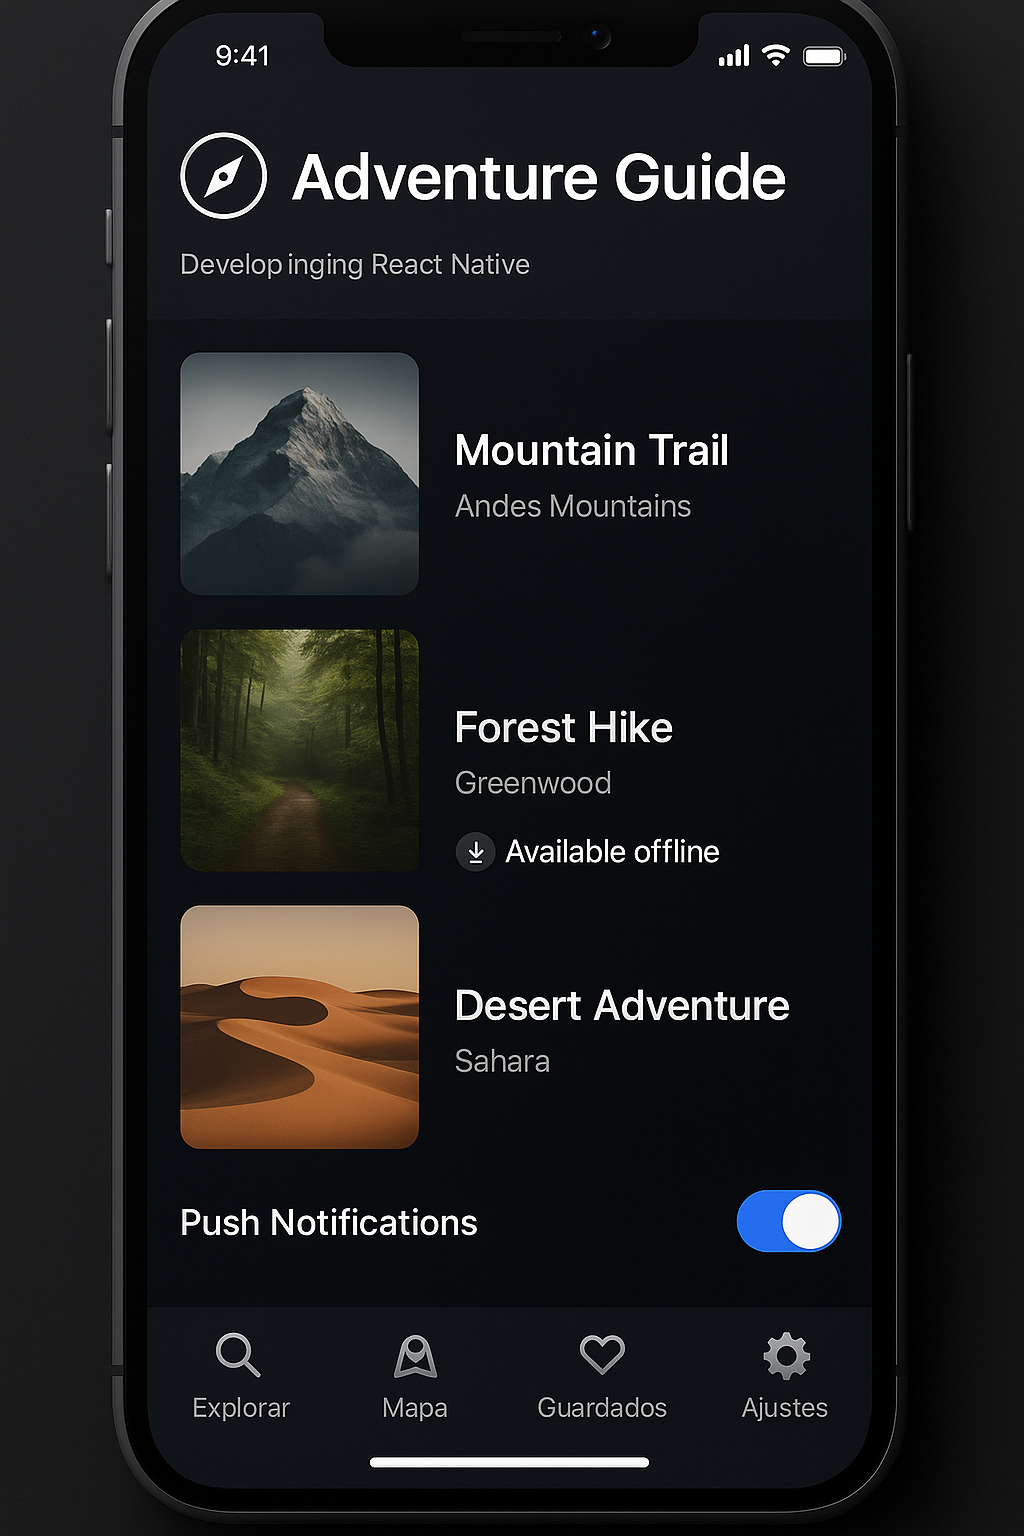 9:41
Adventure Guide
Develop inging React Native
Mountain Trail
Andes Mountains
Forest Hike
Greenwood
Available offline
Desert Adventure
Sahara
Push Notifications
Explorar
Mapa
Guardados
Ajustes